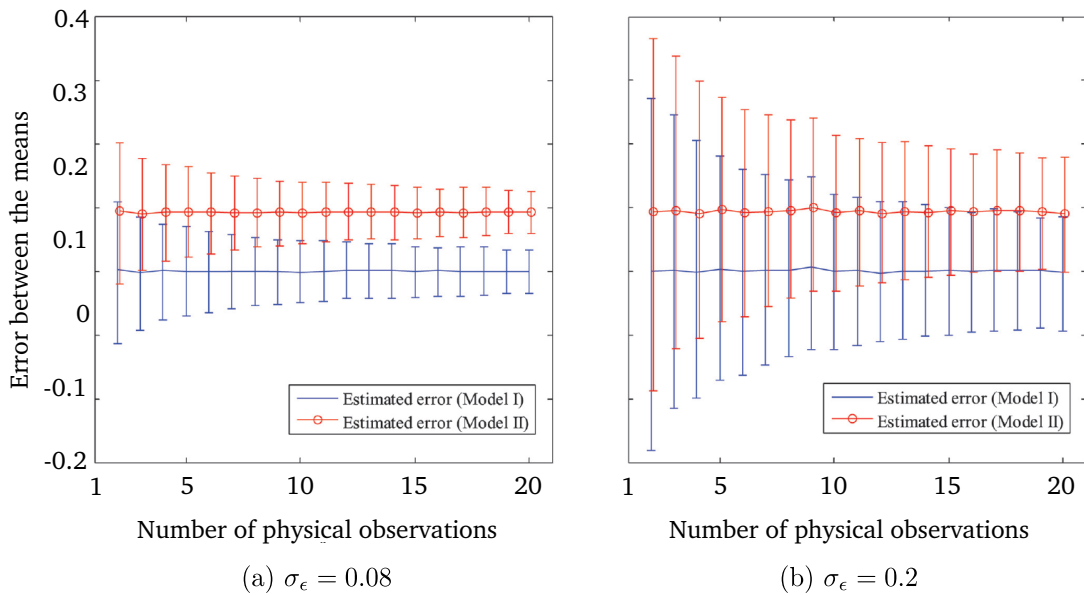 0.4
0.3
0.2
0.1
0
-0.1
-0.2
Error between the means
Estimated error (Model I)
Estimated error (Model II)
1 5 10 15 20
Number of physical observations
(a) σϵ = 0.08
Estimated error (Model I)
Estimated error (Model II)
1 5 10 15 20
Number of physical observations
(b) σϵ = 0.2